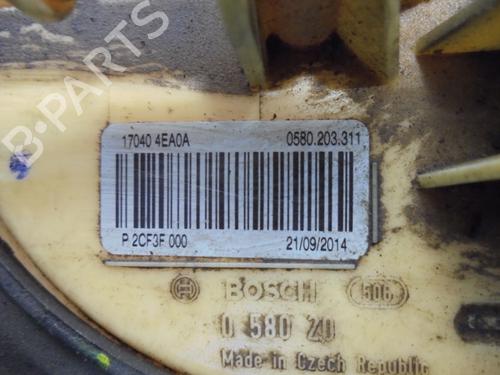 17040 4EA0A 0580.203.311
P 2CF3F 000 21/09/2014
BOSCH 506
0 580 20
Made in Czech Republic
B-PARTS